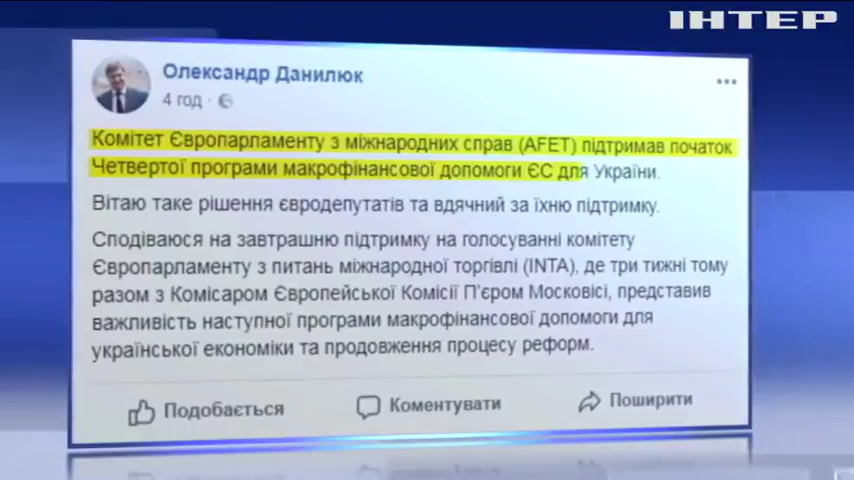 ІНТЕР
Олександр Данилюк
4 год ·
Комітет Європарламенту з міжнародних справ (AFET) підтримав початок
Четвертої програми макрофінансової допомоги ЄС для України.
Вітаю таке рішення євродепутатів та вдячний за їхню підтримку.
Сподіваюся на завтрашню підтримку на голосуванні комітету
Європарламенту з питань міжнародної торгівлі (INTA), де три тижні тому
разом з Комісаром Європейської Комісії П'єром Московісі, представив
важливість наступної програми макрофінансової допомоги для
української економіки та продовження процесу реформ.
Подобається Коментувати Поширити